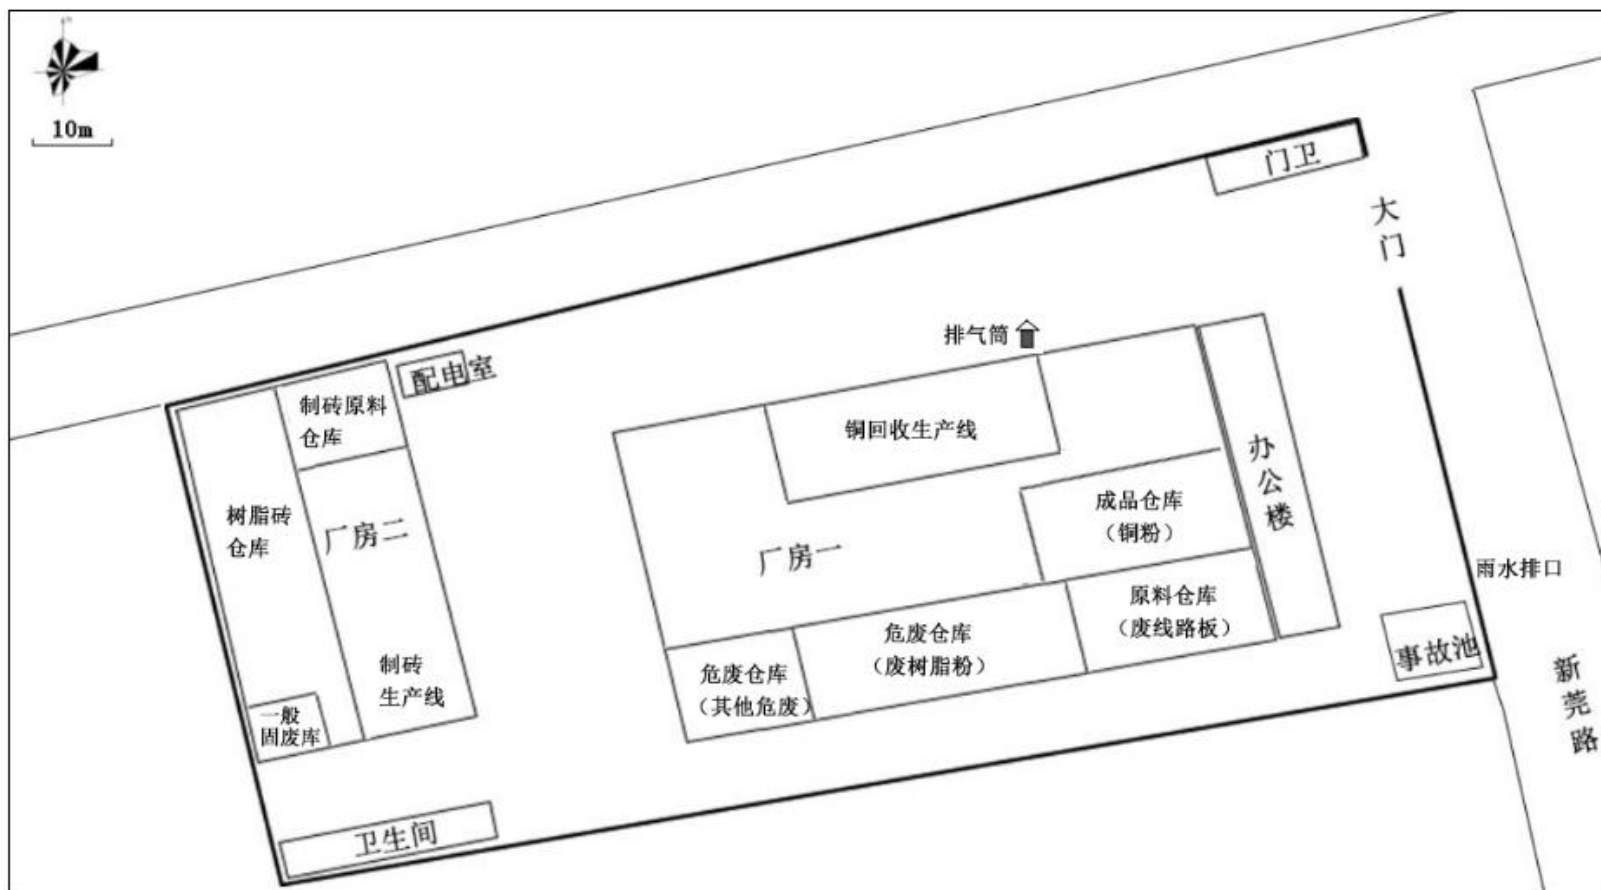 10m
门卫
大门
排气筒
配电室
制砖原料
仓库
铜回收生产线
办公楼
树脂砖
仓库
厂房二
成品仓库
（铜粉）
厂房一
雨水排口
原料仓库
（废线路板）
危废仓库
（废树脂粉）
危废仓库
（其他危废）
事故池
制砖
生产线
新莞路
一般
固废库
卫生间